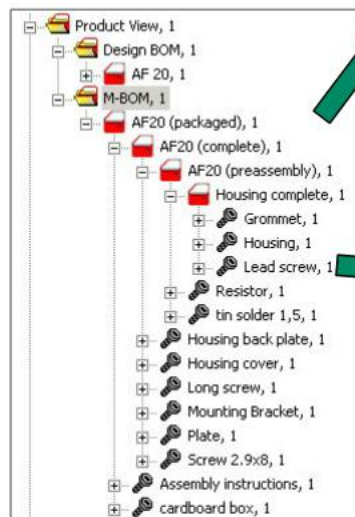 Product View, 1
Design BOM, 1
AF 20, 1
M-BOM, 1
AF20 (packaged), 1
AF20 (complete), 1
AF20 (preassembly), 1
Housing complete, 1
Grommet, 1
Housing, 1
Lead screw, 1
Resistor, 1
tin solder 1,5, 1
Housing back plate, 1
Housing cover, 1
Long screw, 1
Mounting Bracket, 1
Plate, 1
Screw 2.9x8, 1
Assembly instructions, 1
cardboard box, 1